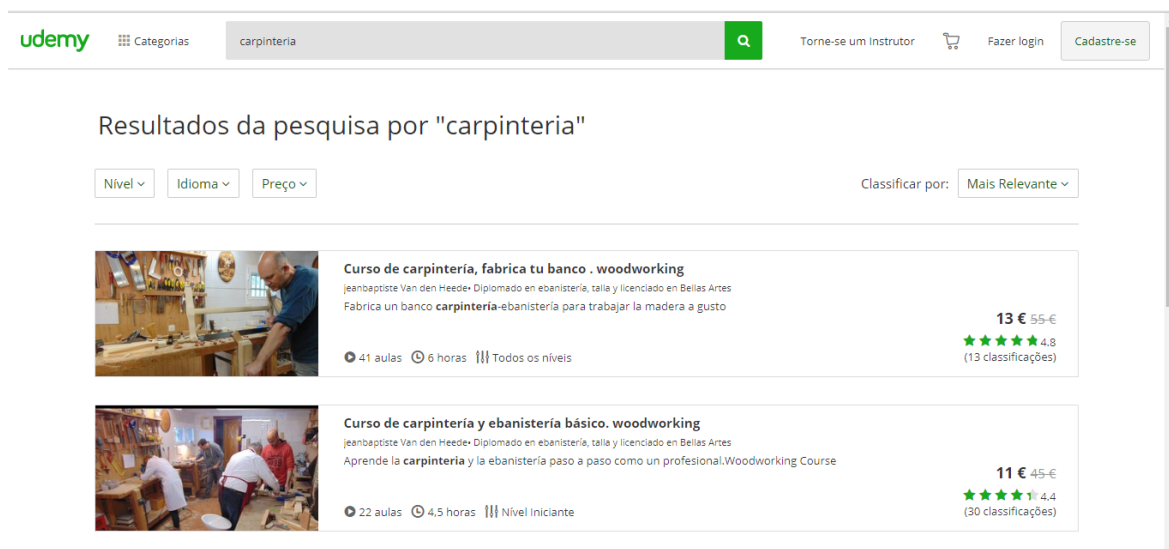 udemy Categorias carpinteria Torne-se um Instrutor Fazer login Cadastre-se
Resultados da pesquisa por "carpinteria"
Nível Idioma Preço Classificar por: Mais Relevante
Curso de carpintería, fabrica tu banco . woodworking
jeanbaptiste Van den Heede• Diplomado en ebanistería, talla y licenciado en Bellas Artes
Fabrica un banco carpintería-ebanistería para trabajar la madera a gusto
13 € 55 €
4.8
(13 classificações)
41 aulas 6 horas Todos os níveis
Curso de carpintería y ebanistería básico. woodworking
jeanbaptiste Van den Heede• Diplomado en ebanistería, talla y licenciado en Bellas Artes
Aprende la carpinteria y la ebanistería paso a paso como un profesional.Woodworking Course
11 € 45 €
4.4
(30 classificações)
22 aulas 4,5 horas Nível Iniciante